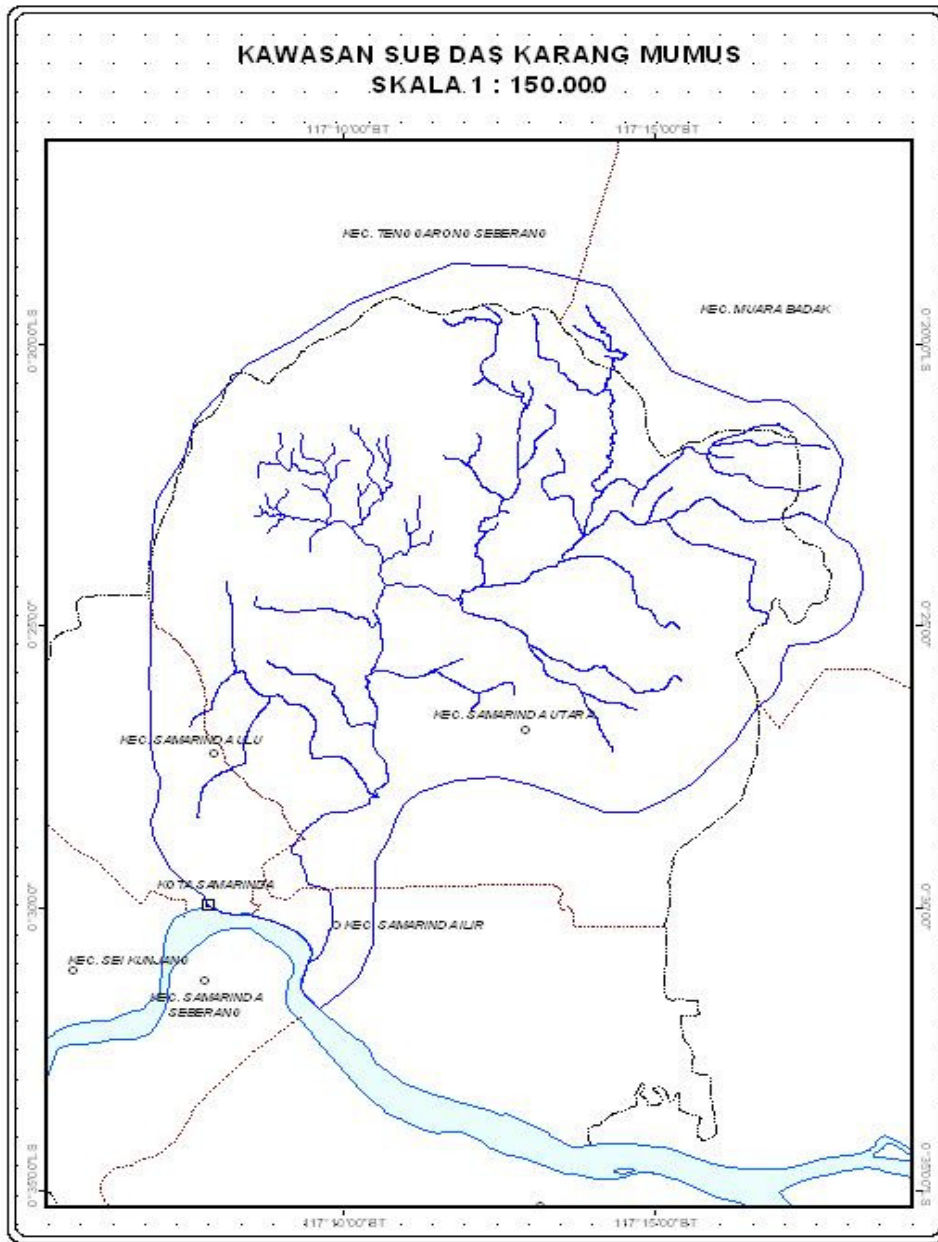 KAWASAN SUB DAS KARANG MUMUS
SKALA 1 : 150.000
117°10'00"BT
117°15'00"BT
KEC. TENGGARONG SEBERANG
KEC. MUARA BADAK
0°20'00"LS
0°20'00"LS
0°25'00"
0°25'00"
KEC. SAMARINDA UTARA
KEC. SAMARINDA ULU
KOTA SAMARINDA
0°30'00"
0°30'00"
KEC. SAMARINDA ILIR
KEC. SEI KUNJANG
KEC. SAMARINDA
SEBERANG
0°35'00"LS
0°35'00"LS
117°10'00"BT
117°15'00"BT